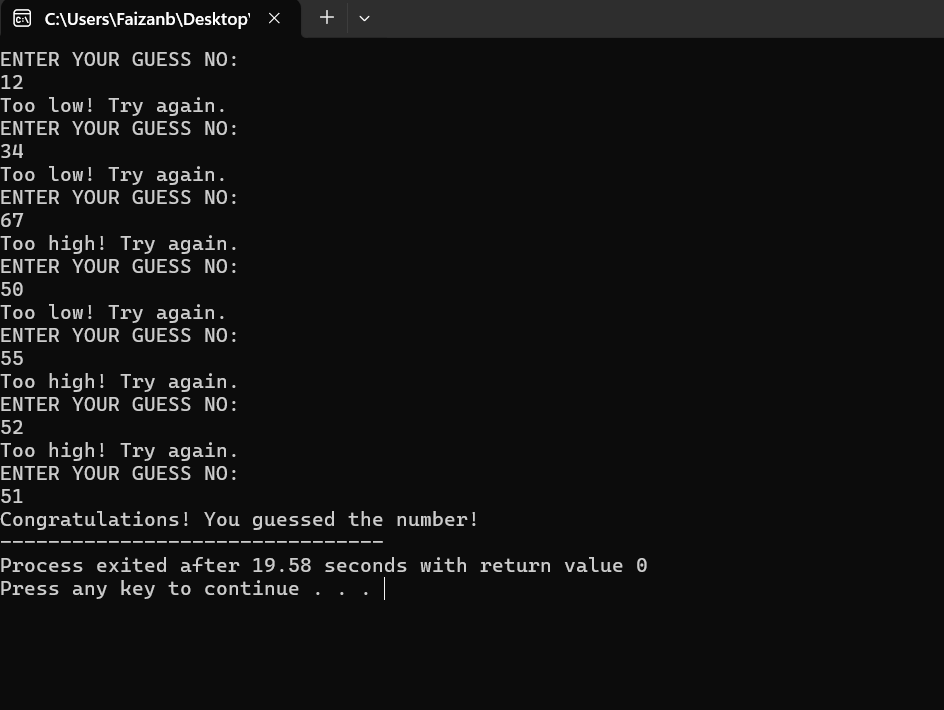 C:\Users\Faizanb\Desktop\
ENTER YOUR GUESS NO:
12
Too low! Try again.
ENTER YOUR GUESS NO:
34
Too low! Try again.
ENTER YOUR GUESS NO:
67
Too high! Try again.
ENTER YOUR GUESS NO:
50
Too low! Try again.
ENTER YOUR GUESS NO:
55
Too high! Try again.
ENTER YOUR GUESS NO:
52
Too high! Try again.
ENTER YOUR GUESS NO:
51
Congratulations! You guessed the number!
--------------------------------
Process exited after 19.58 seconds with return value 0
Press any key to continue . . .